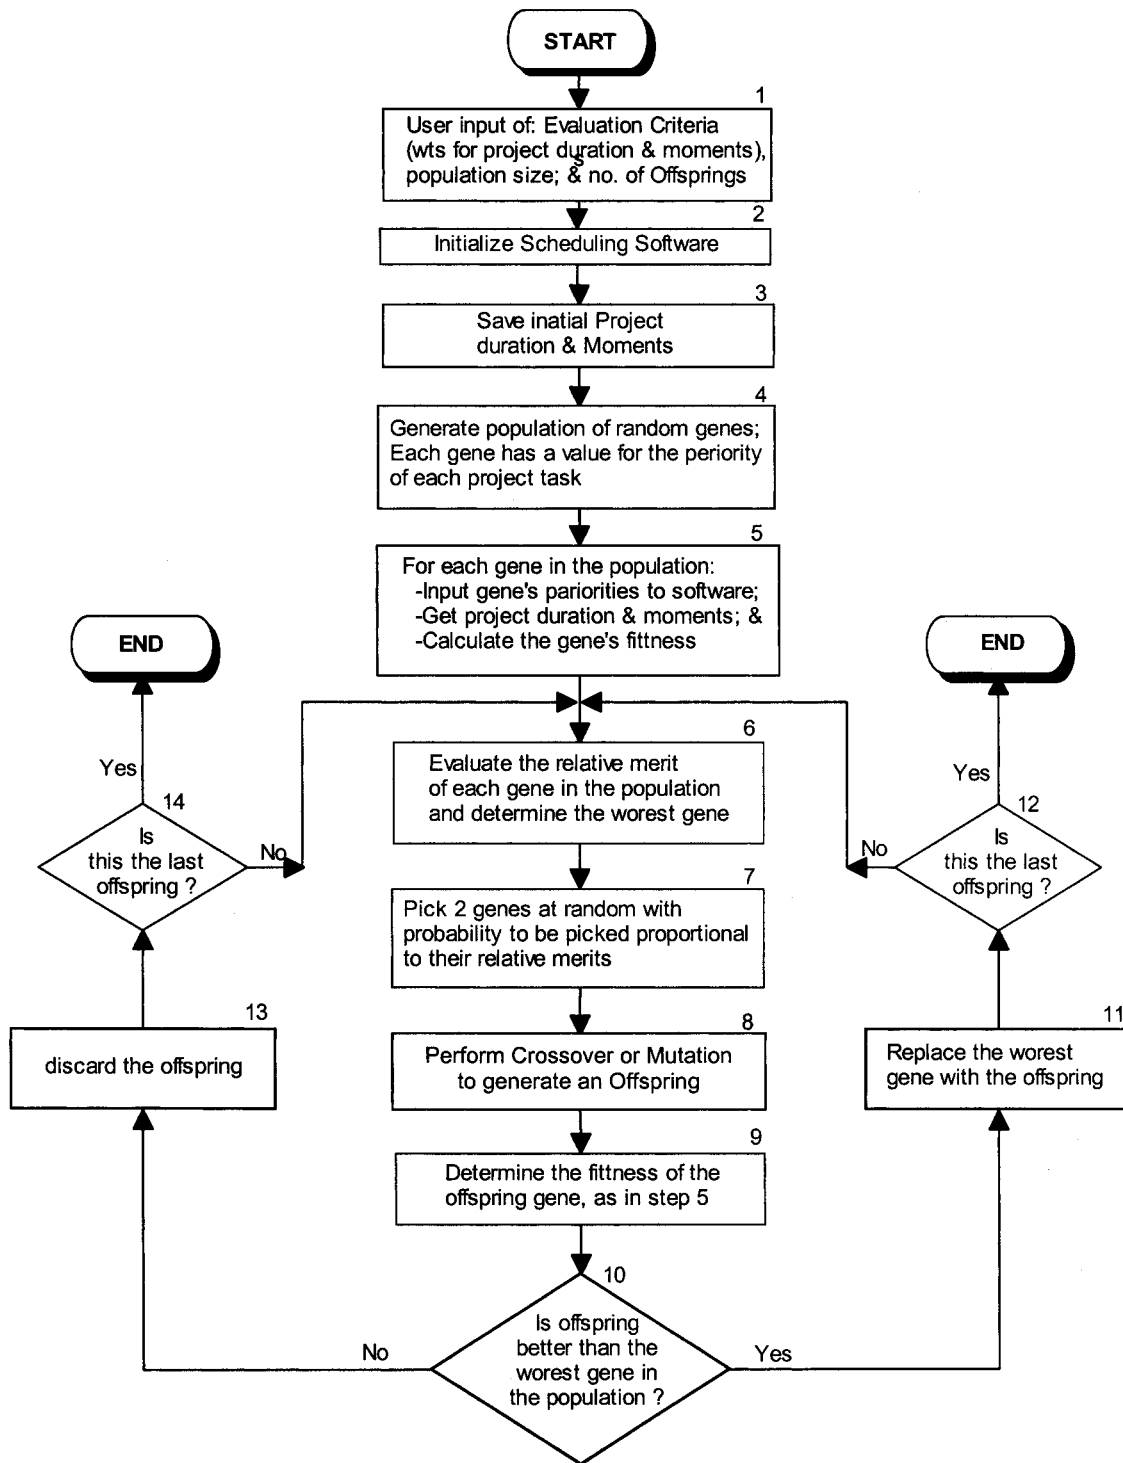 START
1
User input of: Evaluation Criteria
(wts for project duration & moments),
s
population size; & no. of Offsprings
2
Initialize Scheduling Software
3
Save inatial Project
duration & Moments
4
Generate population of random genes;
Each gene has a value for the periority
of each project task
5
For each gene in the population:
-Input gene's pariorities to software;
-Get project duration & moments; &
-Calculate the gene's fittness
END
END
6
Evaluate the relative merit
of each gene in the population
and determine the worest gene
Yes
14
Is
this the last
offspring ?
No
Yes
12
Is
this the last
offspring ?
No
7
Pick 2 genes at random with
probability to be picked proportional
to their relative merits
13
discard the offspring
8
Perform Crossover or Mutation
to generate an Offspring
11
Replace the worest
gene with the offspring
9
Determine the fittness of the
offspring gene, as in step 5
10
Is offspring
better than the
worest gene in
the population ?
No
Yes